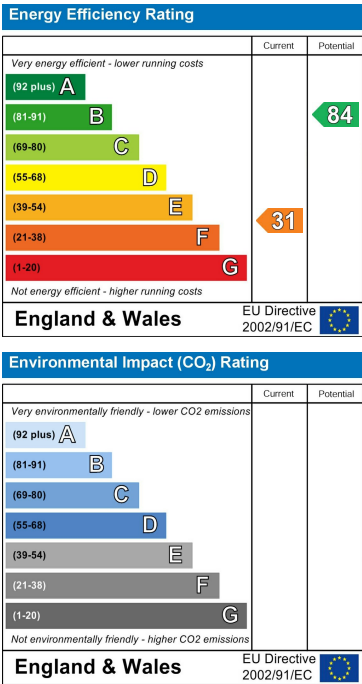 Energy Efficiency Rating
Current Potential
Very energy efficient - lower running costs
(92 plus) A
(81-91) B
84
(69-80) C
(55-68) D
(39-54) E
31
(21-38) F
(1-20) G
Not energy efficient - higher running costs
England & Wales
EU Directive
2002/91/EC
Environmental Impact (CO₂) Rating
Current Potential
Very environmentally friendly - lower CO2 emissions
(92 plus) A
(81-91) B
(69-80) C
(55-68) D
(39-54) E
(21-38) F
(1-20) G
Not environmentally friendly - higher CO2 emissions
England & Wales
EU Directive
2002/91/EC